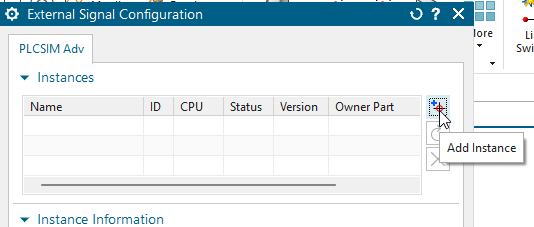 External Signal Configuration
PLCSIM Adv
Instances
Name ID CPU Status Version Owner Part
Add Instance
Instance Information
More
Li
Swi